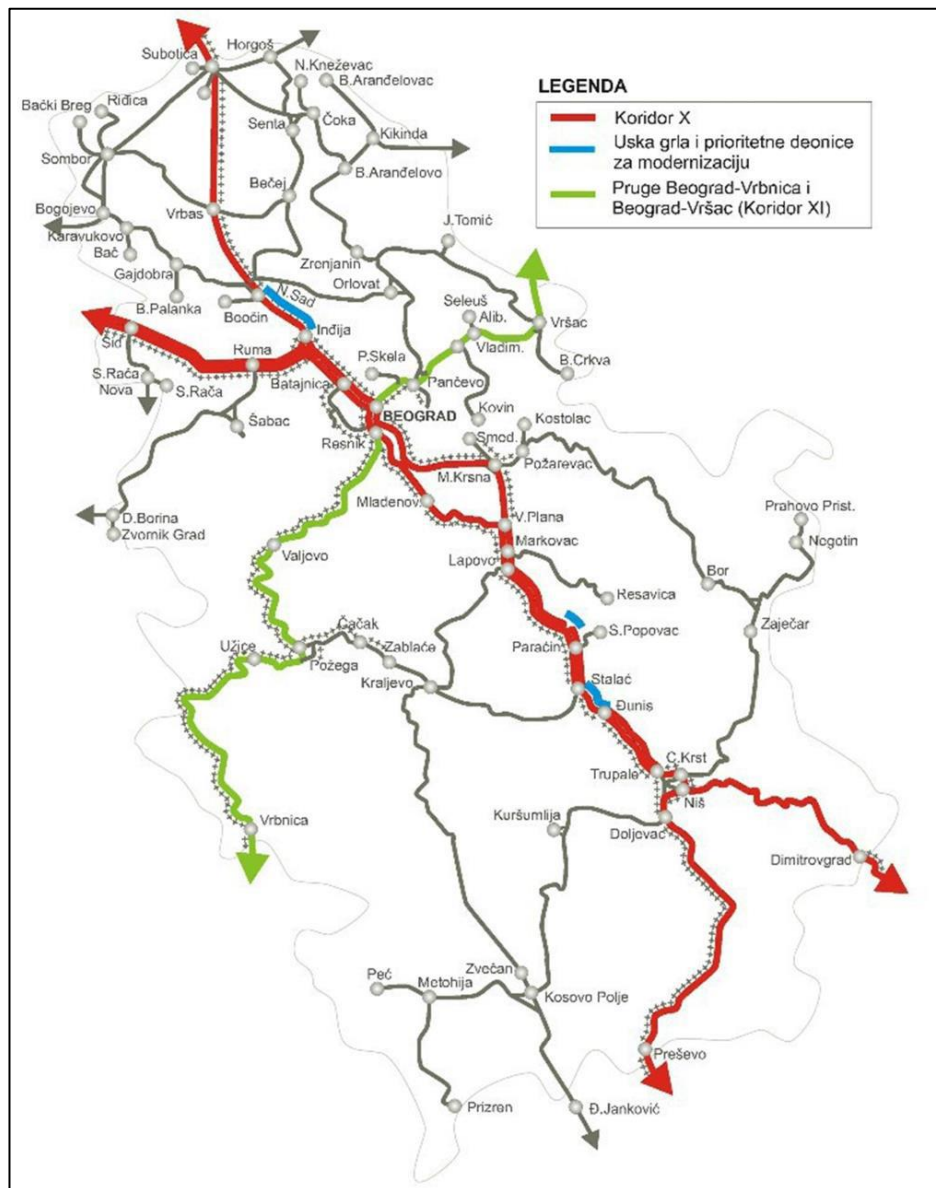 Subotica
Horgoš
N.Kneževac
B.Aranđelovac
Bački Breg
Riđica
Senta
Čoka
Kikinda
Sombor
B.Aranđelovo
Bečej
Bogojevo
Vrbas
Karavukovo
Bač
J.Tomić
Gajdobra
Zrenjanin
Orlovat
N.Sad
B.Palanka
Boočin
Seleuš
Alib.
Vršac
Šid
Inđija
Vladim.
Ruma
P.Skela
B.Crkva
S.Rača
Nova
S.Rača
Batajnica
Pančevo
BEOGRAD
Kovin
Kostolac
Šabac
Resnik
Smod.
Požarevac
M.Krsna
Mladenov.
Prahovo Prist.
D.Borina
Zvornik Grad
V.Plana
Markovac
Nogotin
Valjevo
Lapovo
Bor
Resavica
Čačak
S.Popovac
Zaječar
Užice
Zablaće
Paraćin
Požega
Kraljevo
Stalać
Đunis
C.Krst
Trupale
Niš
Vrbnica
Kuršumlija
Doljevac
Dimitrovgrad
Zvečan
Peć
Metohija
Kosovo Polje
Preševo
Prizren
Đ.Janković
LEGENDA
Koridor X
Uska grla i prioritetne deonice
za modernizaciju
Pruge Beograd-Vrbnica i
Beograd-Vršac (Koridor XI)